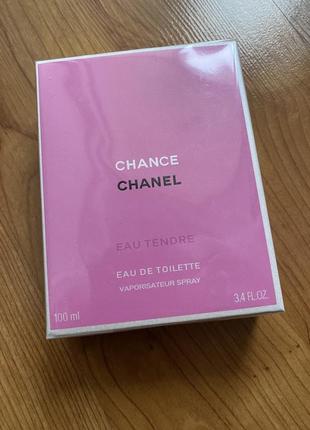 CHANCE
CHANEL
EAU TENDRE
EAU DE TOILETTE
VAPORISATEUR SPRAY
100 ml 3.4 FL.OZ.